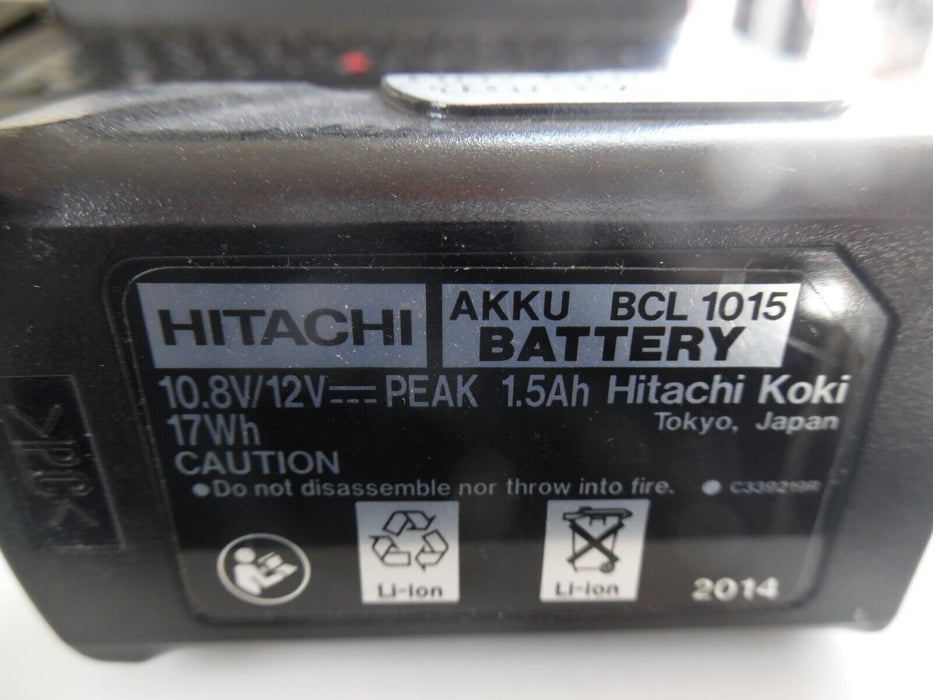 HITACHI
AKKU BCL 1015
BATTERY
10.8V/12V⎓ PEAK 1.5Ah Hitachi Koki
17Wh Tokyo, Japan
CAUTION
●Do not disassemble nor throw into fire. ● C339219R
Li-ion Li-ion 2014
>PC<